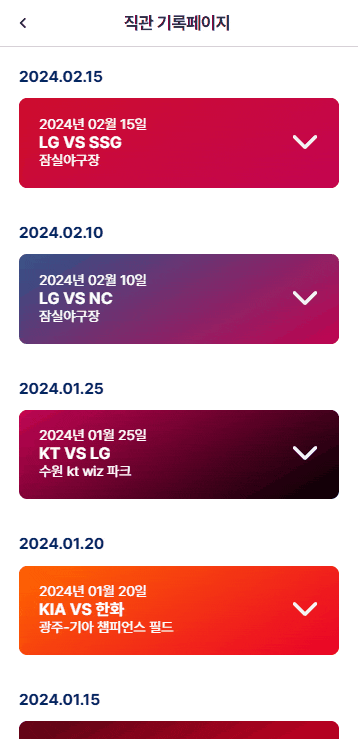 직관 기록페이지
2024.02.15
2024년 02월 15일
LG VS SSG
잠실야구장
2024.02.10
2024년 02월 10일
LG VS NC
잠실야구장
2024.01.25
2024년 01월 25일
KT VS LG
수원 kt wiz 파크
2024.01.20
2024년 01월 20일
KIA VS 한화
광주-기아 챔피언스 필드
2024.01.15